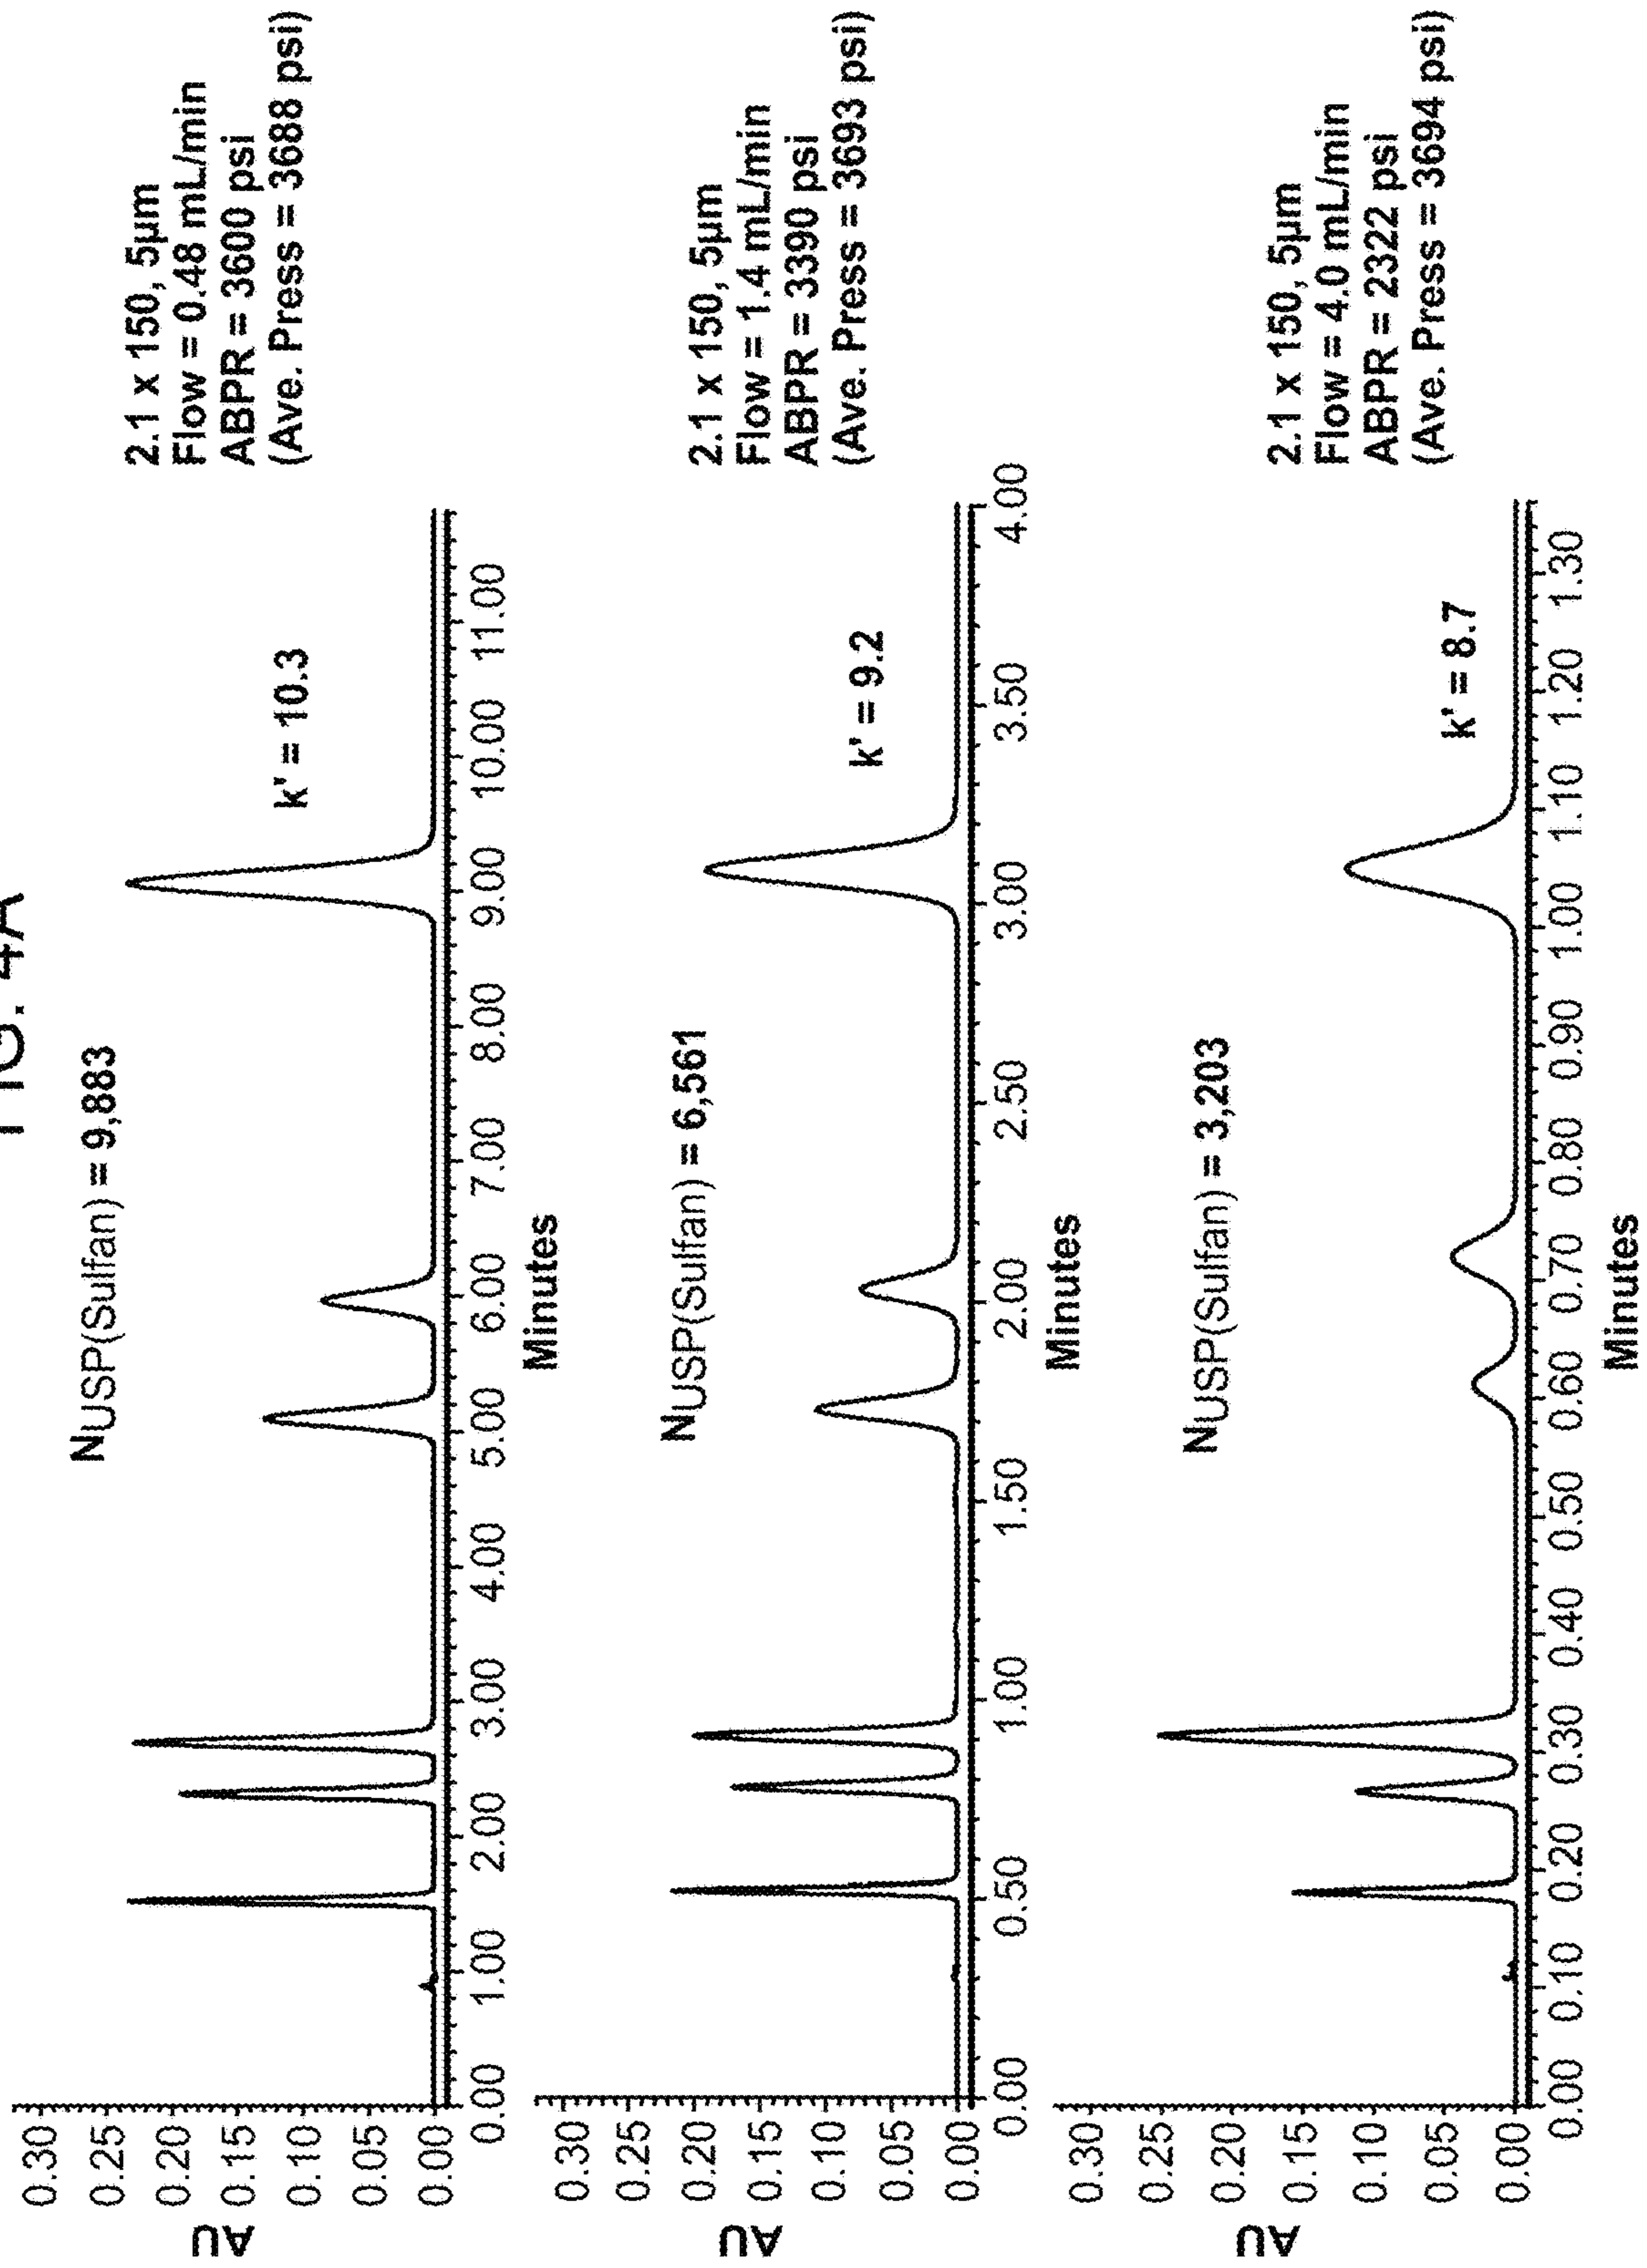 FIG. 4A
NUSP(Sulfan) = 9,883
k' = 10.3
2.1 x 150, 5µm
Flow = 0.48 mL/min
ABPR = 3600 psi
(Ave. Press = 3688 psi)
AU
0.30
0.25
0.20
0.15
0.10
0.05
0.00
0.00 1.00 2.00 3.00 4.00 5.00 6.00 7.00 8.00 9.00 10.00 11.00
Minutes
NUSP(Sulfan) = 6,561
k' = 9.2
2.1 x 150, 5µm
Flow = 1.4 mL/min
ABPR = 3390 psi
(Ave. Press = 3693 psi)
AU
0.30
0.25
0.20
0.15
0.10
0.05
0.00
0.00 0.50 1.00 1.50 2.00 2.50 3.00 3.50 4.00
Minutes
NUSP(Sulfan) = 3,203
k' = 8.7
2.1 x 150, 5µm
Flow = 4.0 mL/min
ABPR = 2322 psi
(Ave. Press = 3694 psi)
AU
0.30
0.25
0.20
0.15
0.10
0.05
0.00
0.00 0.10 0.20 0.30 0.40 0.50 0.60 0.70 0.80 0.90 1.00 1.10 1.20 1.30
Minutes